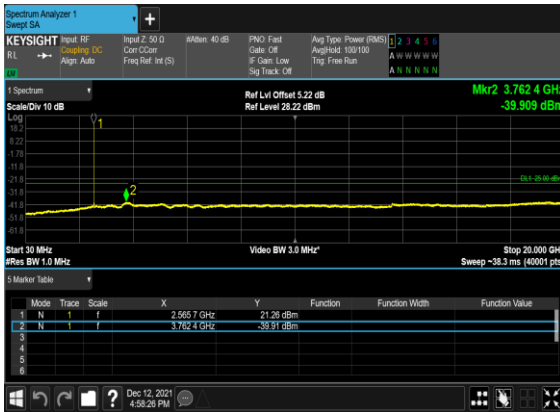 Spectrum Analyzer 1
Swept SA
+
KEYSIGHT Input: RF Input Z: 50 Ω #Atten: 40 dB PNO: Fast Avg Type: Power (RMS) 1 2 3 4 5 6
RL Coupling: DC Corr CCorr Gate: Off Avg|Hold: 100/100 A W W W W W
Align: Auto Freq Ref: Int (S) IF Gain: Low Trig: Free Run
Sig Track: Off A N N N N N
1 Spectrum Ref Lvl Offset 5.22 dB Mkr2 3.762 4 GHz
Scale/Div 10 dB Ref Level 28.22 dBm -39.909 dBm
Log
18.2
8.22
-1.78
-11.8
-21.8
-31.8
-41.8
-51.8
-61.8
1
2
DL1 -25.00 dBm
Start 30 MHz Video BW 3.0 MHz* Stop 20.000 GH
#Res BW 1.0 MHz Sweep ~38.3 ms (40001 pts
5 Marker Table
Mode Trace Scale X Y Function Function Width Function Value
1 N 1 f 2.565 7 GHz 21.26 dBm
2 N 1 f 3.762 4 GHz -39.91 dBm
3
4
5
6
? Dec 12, 2021
4:58:26 PM